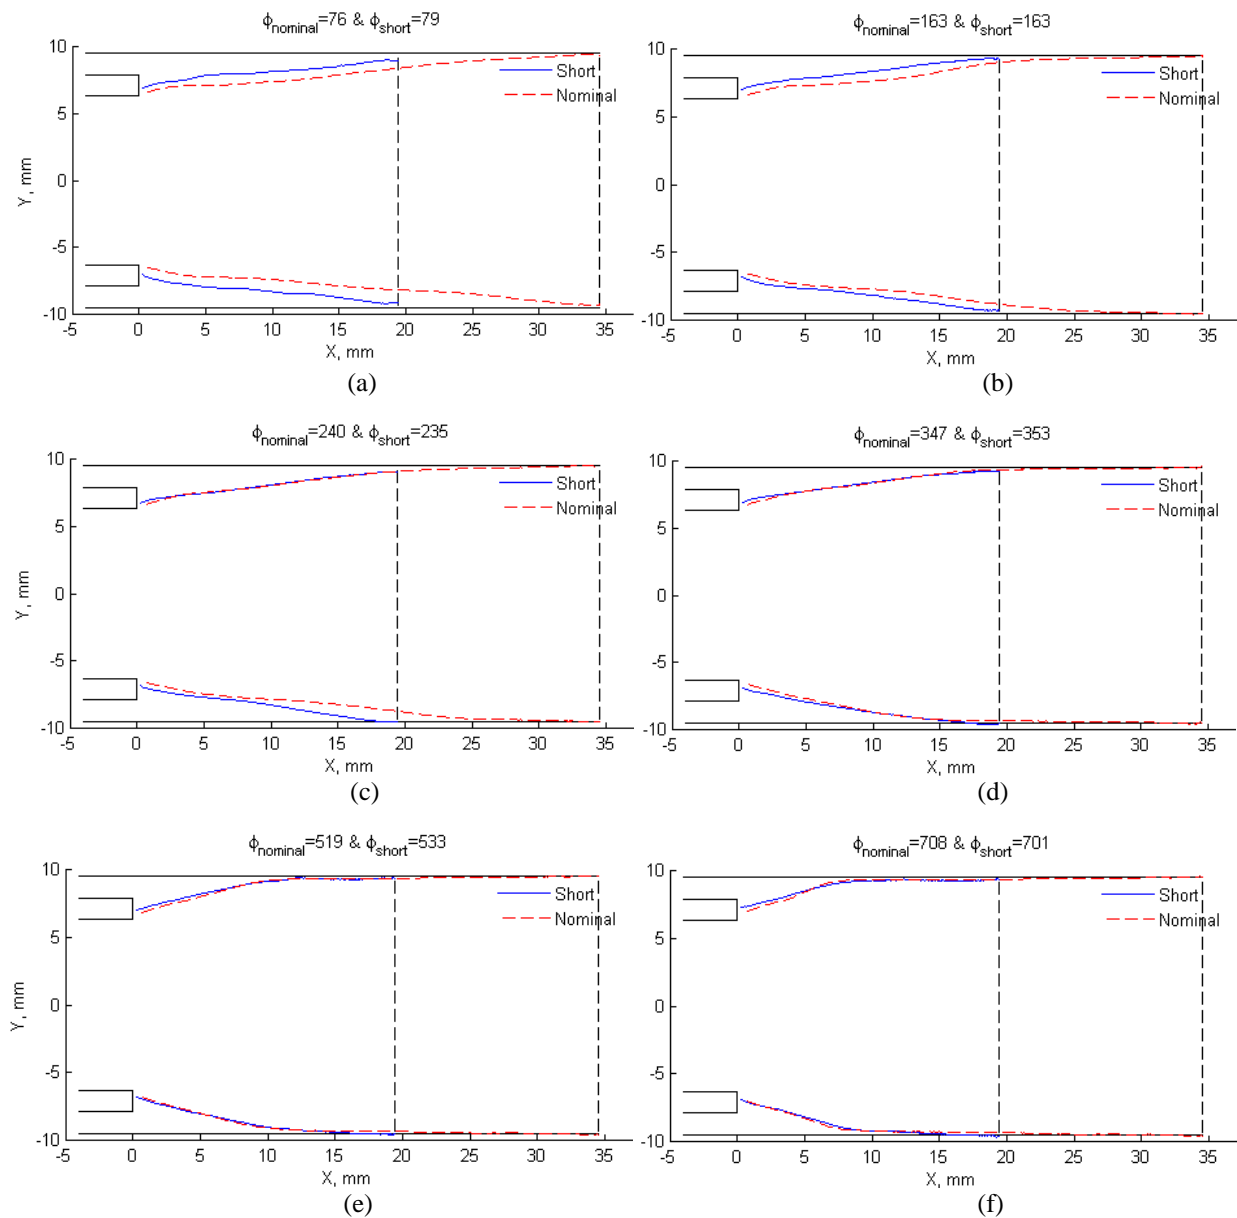 ϕnominal=76 & ϕshort=79
10
5
0
-5
-10
Y, mm
Short
Nominal
-5 0 5 10 15 20 25 30 35
X, mm
(a)
ϕnominal=163 & ϕshort=163
10
5
0
-5
-10
Short
Nominal
-5 0 5 10 15 20 25 30 35
X, mm
(b)
ϕnominal=240 & ϕshort=235
10
5
0
-5
-10
Y, mm
Short
Nominal
-5 0 5 10 15 20 25 30 35
X, mm
(c)
ϕnominal=347 & ϕshort=353
10
5
0
-5
-10
Short
Nominal
-5 0 5 10 15 20 25 30 35
X, mm
(d)
ϕnominal=519 & ϕshort=533
10
5
0
-5
-10
Y, mm
Short
Nominal
-5 0 5 10 15 20 25 30 35
X, mm
(e)
ϕnominal=708 & ϕshort=701
10
5
0
-5
-10
Short
Nominal
-5 0 5 10 15 20 25 30 35
X, mm
(f)